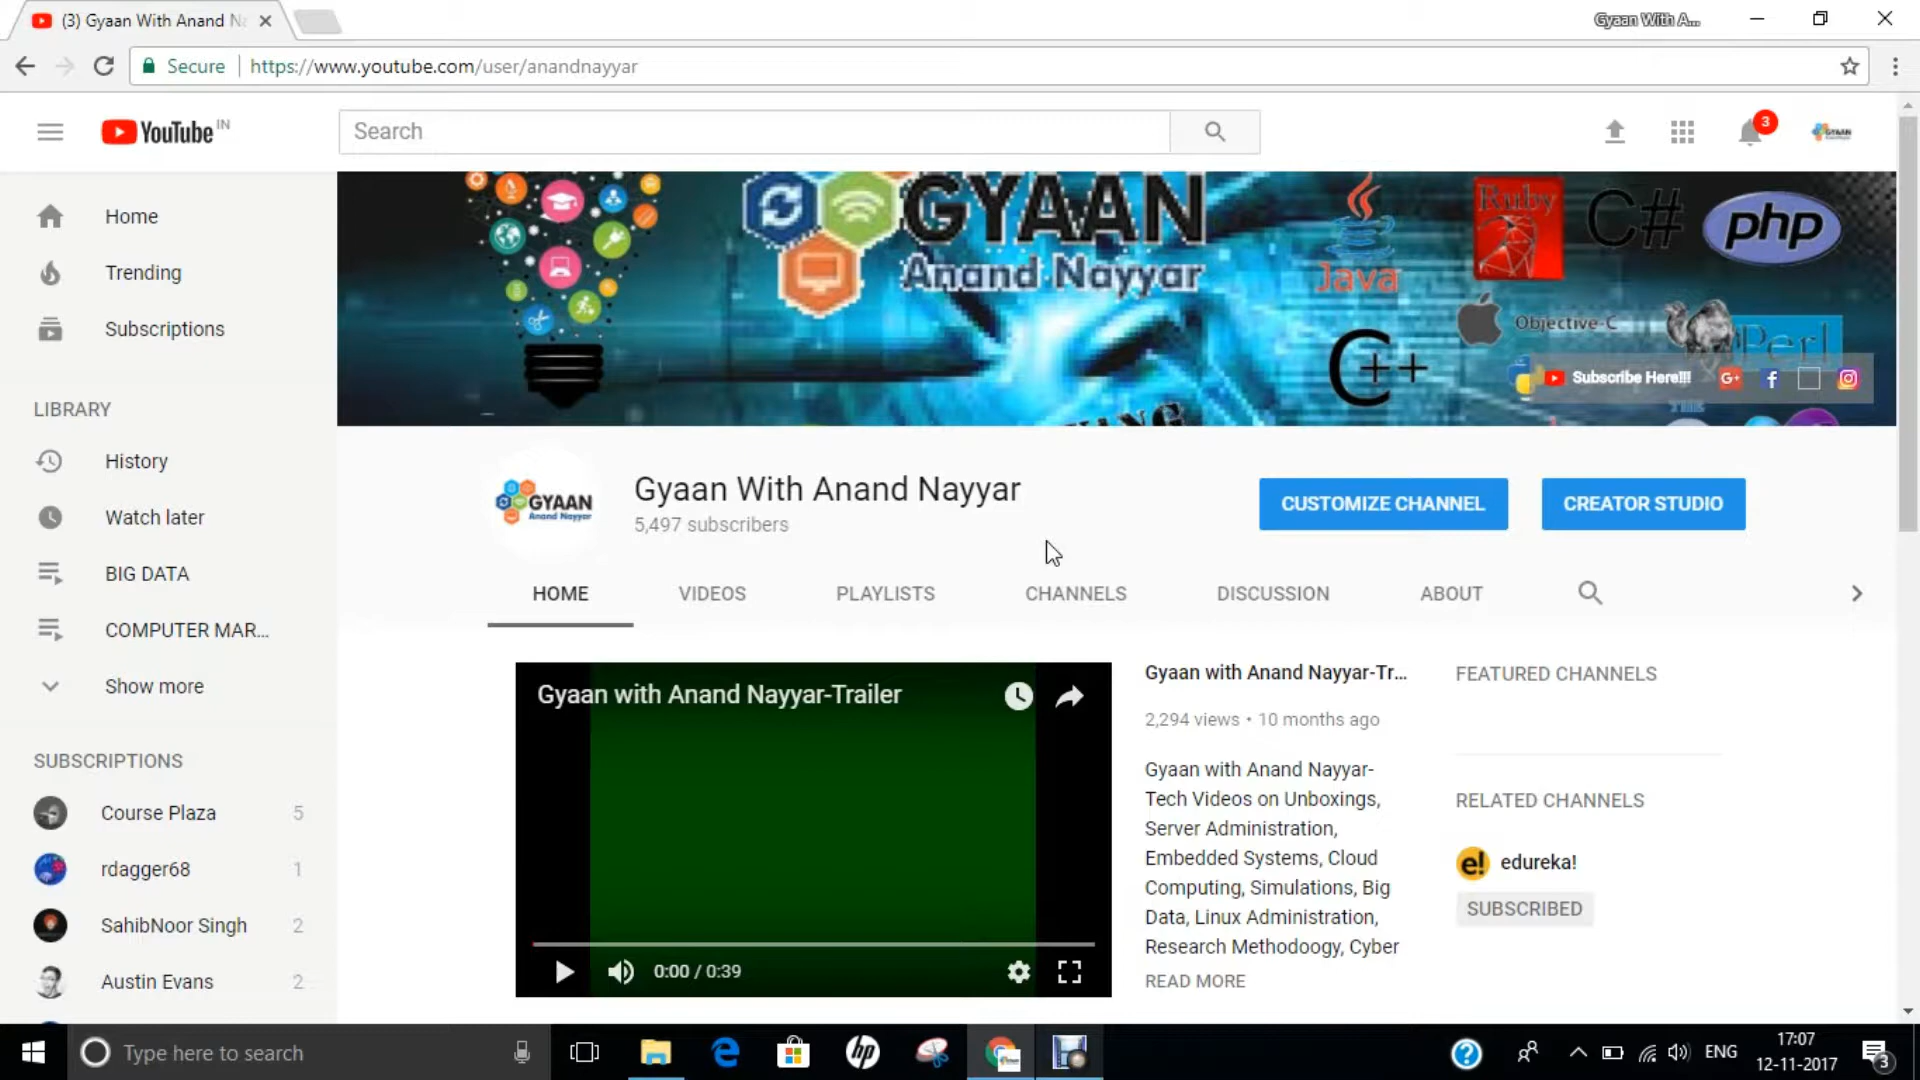 (3) Gyaan With Anand Na
Gyaan With A...
Secure
https://www.youtube.com/user/anandnayyar
YouTube IN
Search
3
GYAAN
Home
Trending
Subscriptions
LIBRARY
History
Watch later
BIG DATA
COMPUTER MAR...
Show more
SUBSCRIPTIONS
Course Plaza 5
rdagger68 1
SahibNoor Singh 2
Austin Evans 2
GYAAN
Anand Nayyar
Java
Ruby
C#
php
Objective-C
Perl
C++
Subscribe Here!!!
G+
f
THE
GYAAN
Anand Nayyar
Gyaan With Anand Nayyar
5,497 subscribers
CUSTOMIZE CHANNEL
CREATOR STUDIO
HOME
VIDEOS
PLAYLISTS
CHANNELS
DISCUSSION
ABOUT
Gyaan with Anand Nayyar-Trailer
0:00 / 0:39
Gyaan with Anand Nayyar-Tr...
2,294 views • 10 months ago
Gyaan with Anand Nayyar-
Tech Videos on Unboxings,
Server Administration,
Embedded Systems, Cloud
Computing, Simulations, Big
Data, Linux Administration,
Research Methodoogy, Cyber
READ MORE
FEATURED CHANNELS
RELATED CHANNELS
e!
edureka!
SUBSCRIBED
Type here to search
hp
?
ENG
17:07
12-11-2017
3